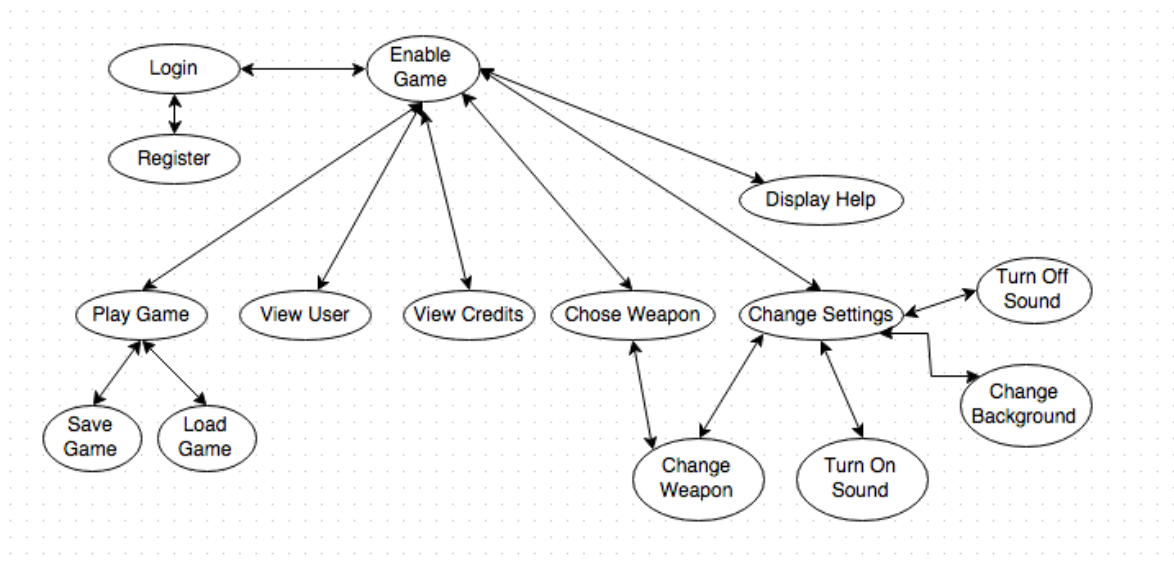 Enable
Game
Login
Register
Display Help
Play Game
View User
View Credits
Chose Weapon
Change Settings
Turn Off
Sound
Change
Background
Save
Game
Load
Game
Change
Weapon
Turn On
Sound